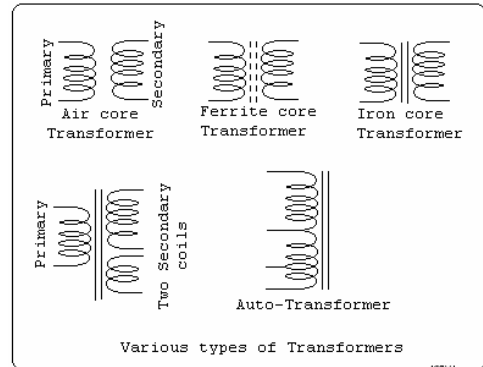 Primary
Secondary
Air core
Transformer
Ferrite core
Transformer
Iron core
Transformer
Primary
Two Secondary
coils
Auto-Transformer
Various types of Transformers